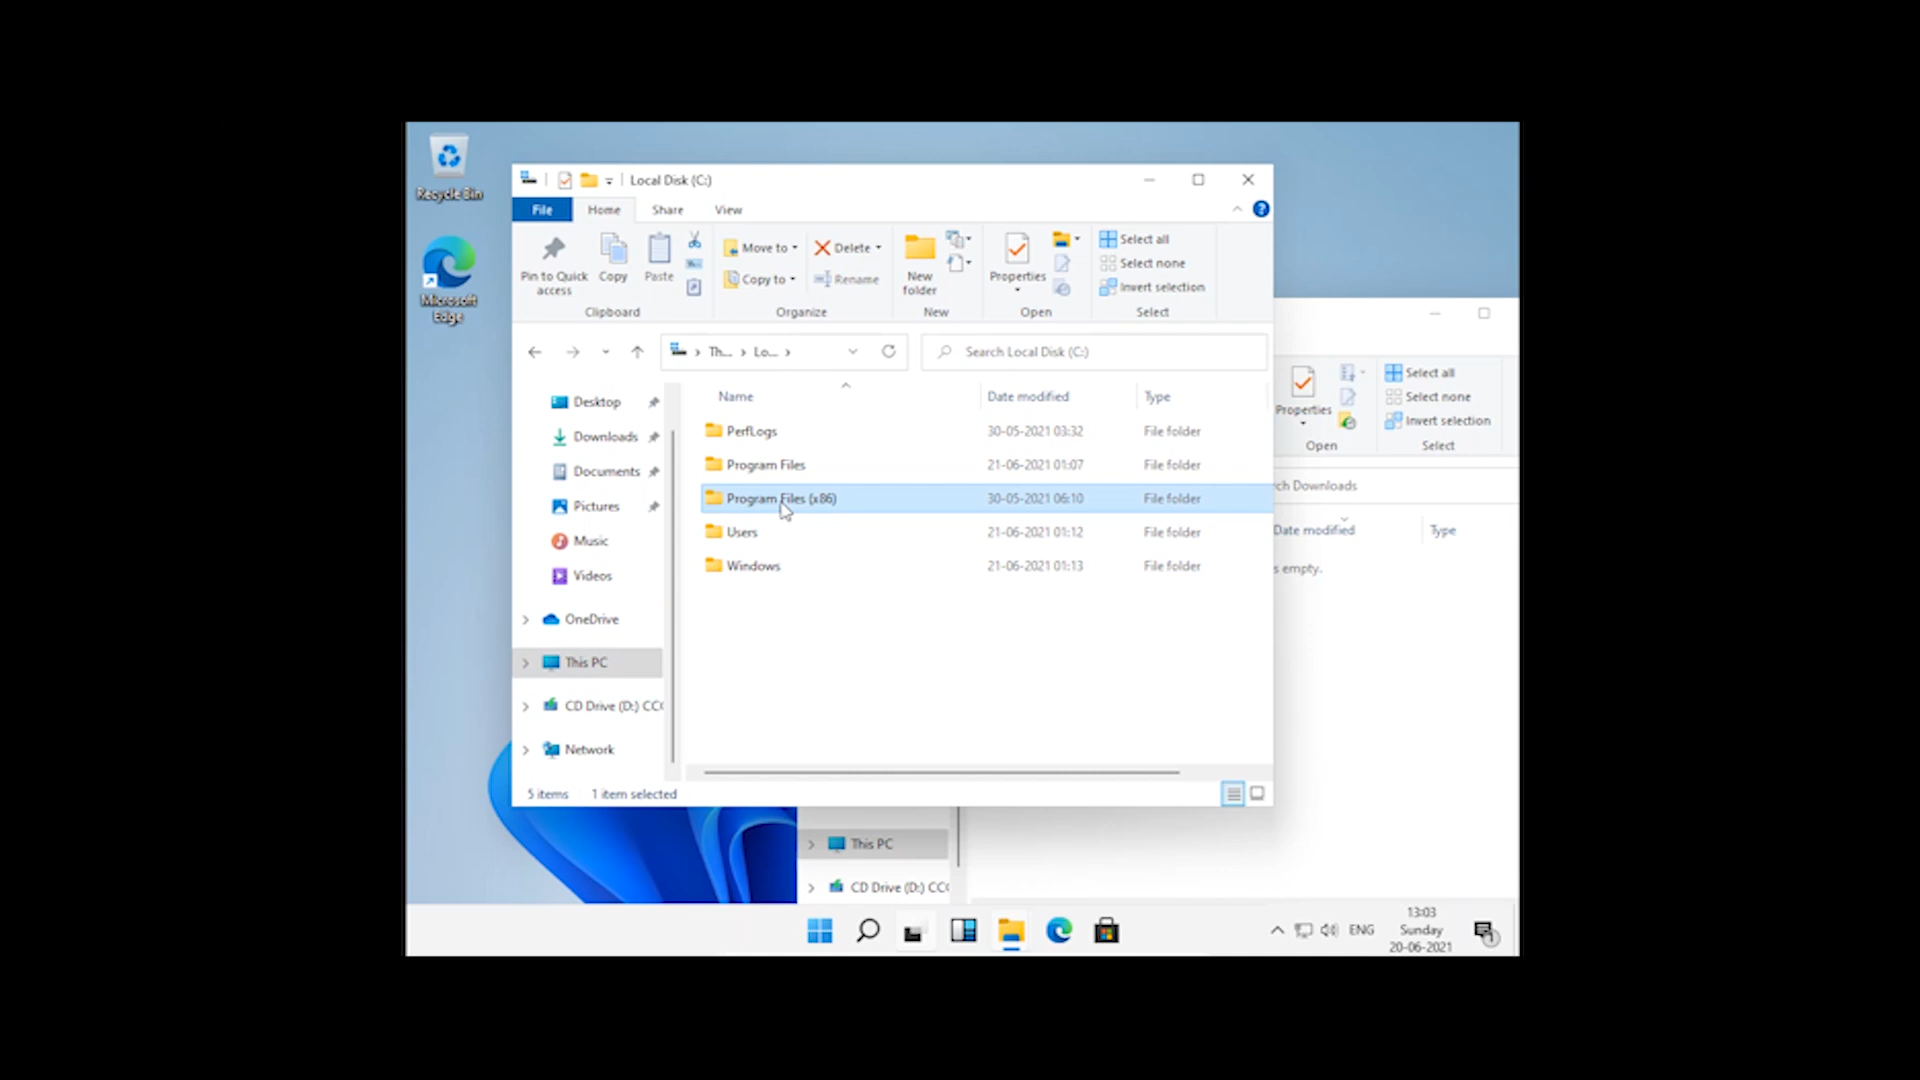 Recycle Bin
Microsoft
Edge
Local Disk (C:)
File Home Share View
Pin to Quick
access
Copy
Paste
Move to
Copy to
Delete
Rename
New
folder
Properties
Select all
Select none
Invert selection
Clipboard Organize New Open Select
Th... Lo...
Search Local Disk (C:)
Desktop
Downloads
Documents
Pictures
Music
Videos
OneDrive
This PC
CD Drive (D:) CC
Network
Name Date modified Type
PerfLogs 30-05-2021 03:32 File folder
Program Files 21-06-2021 01:07 File folder
Program Files (x86) 30-05-2021 06:10 File folder
Users 21-06-2021 01:12 File folder
Windows 21-06-2021 01:13 File folder
5 items 1 item selected
Properties
Select all
Select none
Invert selection
Open Select
ch Downloads
Date modified Type
s empty.
This PC
CD Drive (D:) CC
ENG
13:03
Sunday
20-06-2021
1